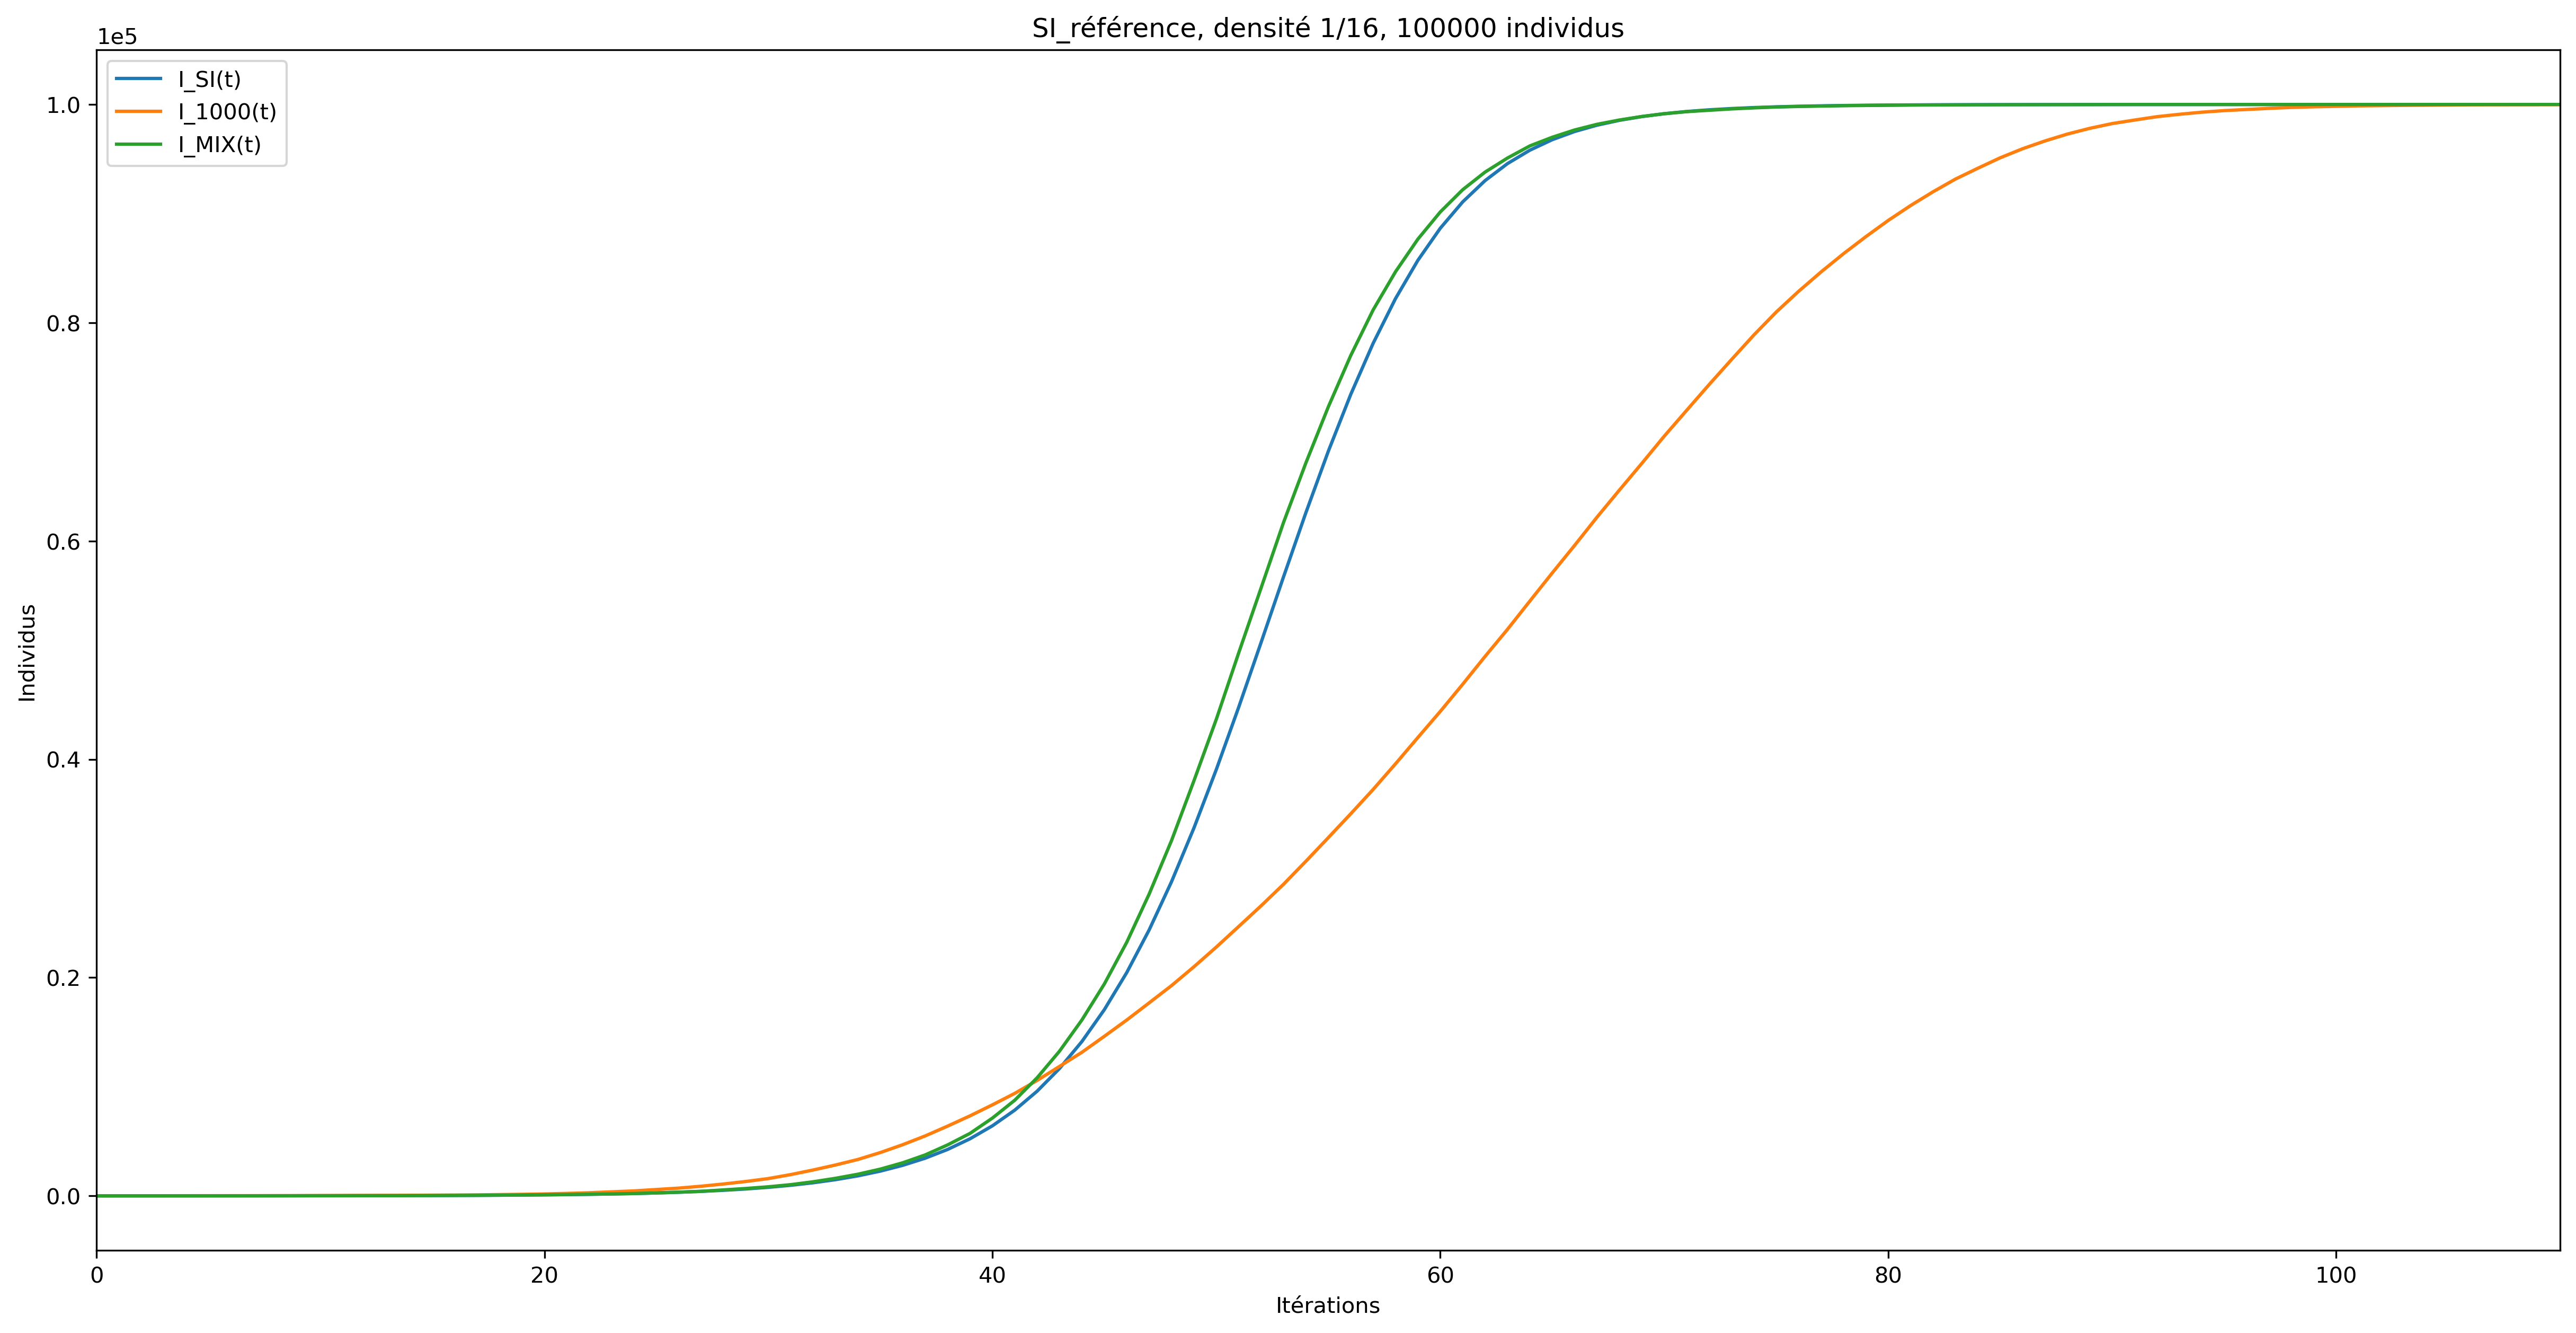 SI_référence, densité 1/16, 100000 individus
1e5
I_SI(t)
I_1000(t)
I_MIX(t)
1.0
0.8
0.6
0.4
0.2
0.0
Individus
0 20 40 60 80 100
Itérations